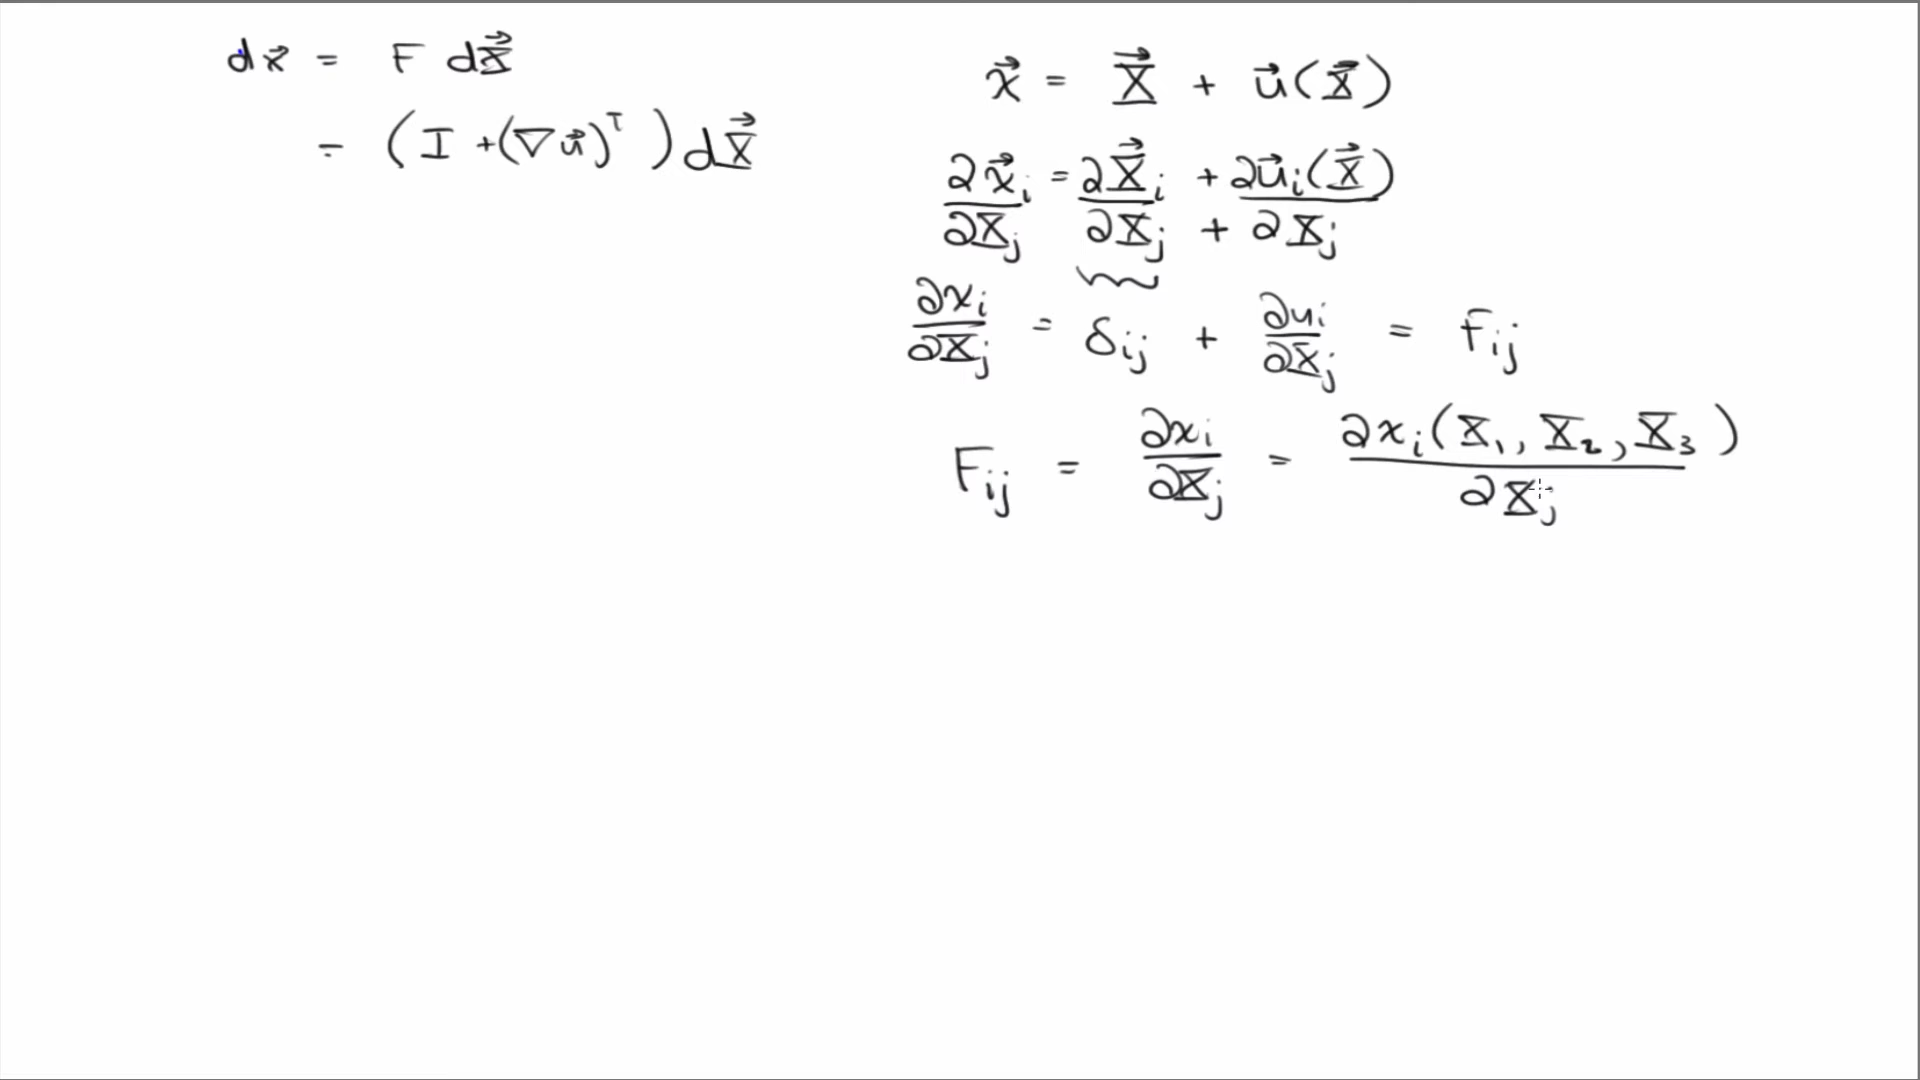 dx⃗ = F dX⃗
= (I + (∇u⃗)ᵀ) dX⃗
x⃗ = X⃗ + u⃗(X⃗)
∂x⃗ᵢ/∂Xⱼ = ∂X⃗ᵢ/∂Xⱼ + ∂u⃗ᵢ(X⃗) + ∂Xⱼ
∂xᵢ/∂Xⱼ = δᵢⱼ + ∂uᵢ/∂Xⱼ = Fᵢⱼ
Fᵢⱼ = ∂xᵢ/∂Xⱼ = ∂xᵢ(X₁, X₂, X₃)/∂Xⱼ